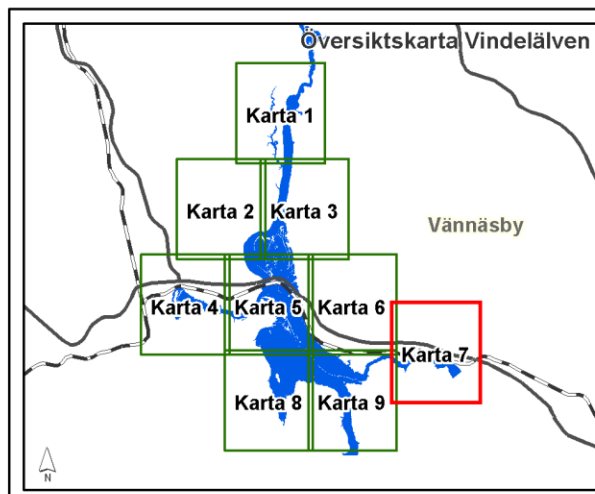 Översiktskarta Vindelälven
Karta 1
Karta 2
Karta 3
Vännäsby
Karta 4
Karta 5
Karta 6
Karta 7
Karta 8
Karta 9
N